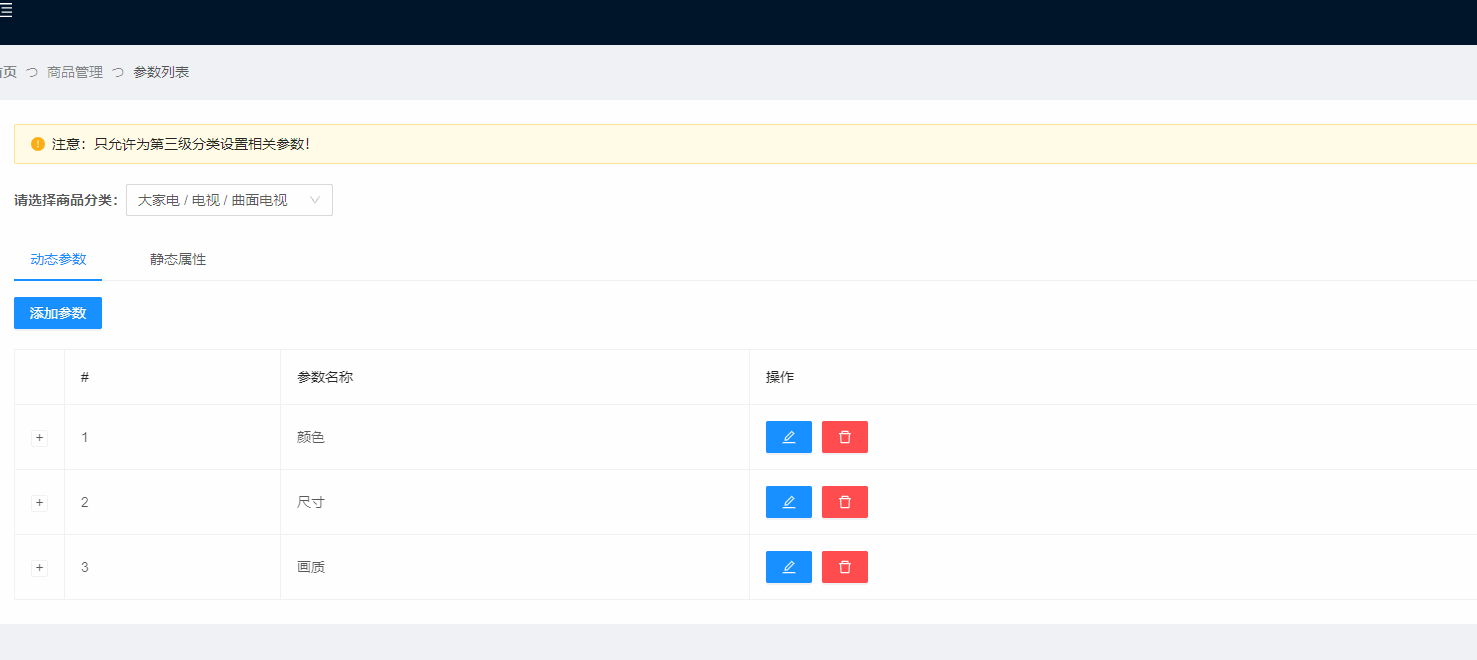 页 ⊃ 商品管理 ⊃ 参数列表
注意：只允许为第三级分类设置相关参数！
请选择商品分类： 大家电 / 电视 / 曲面电视
动态参数 静态属性
添加参数
# 参数名称 操作
+ 1 颜色
+ 2 尺寸
+ 3 画质